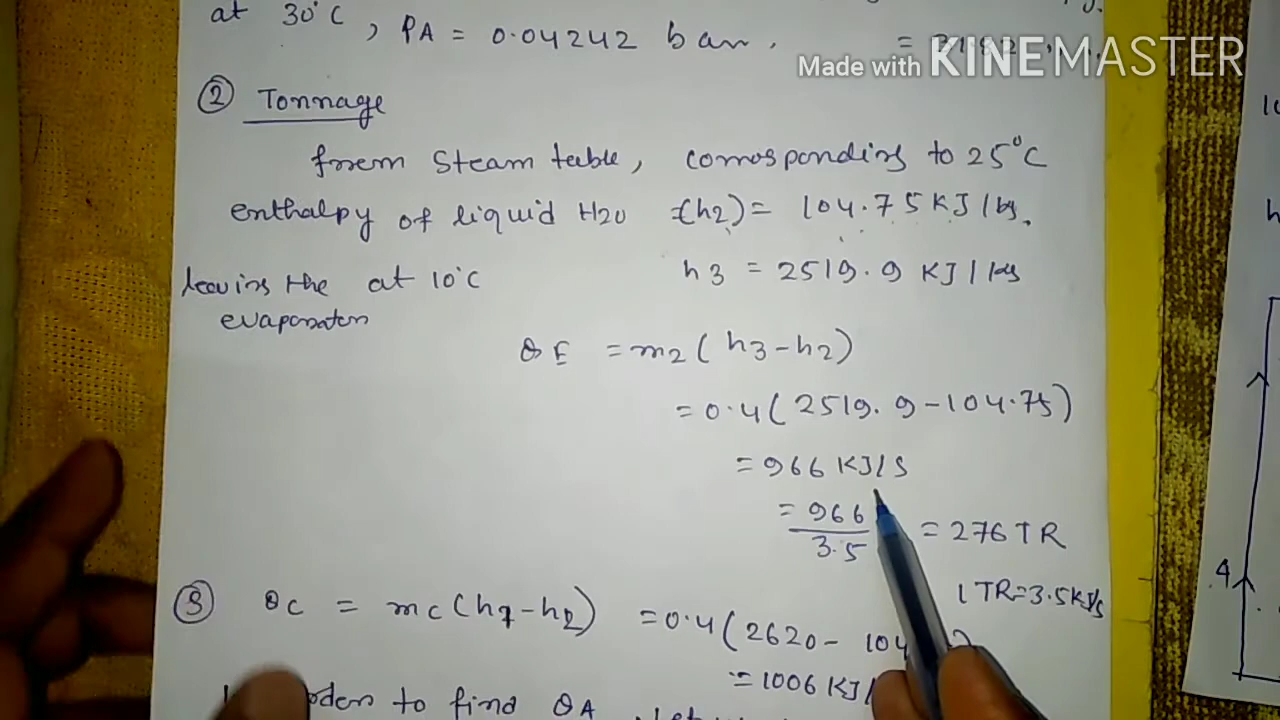 at 30°C, PA = 0.04242 bar. =
Made with KINEMASTER
② Tonnage
from Steam table, corrosponding to 25°C
enthalpy of liquid H2O =(h2) = 104.75 KJ/kg.
leaving the at 10°C h3 = 2519.9 KJ/kg
evaporator
QE = m2 (h3-h2)
= 0.4 (2519.9-104.75)
= 966 KJ/S
= 966/3.5 = 276 TR
1 TR=3.5KJ/s
4
③ QC = mc(h7-h2) = 0.4 (2620- 104
= 1006 KJ/
to find QA